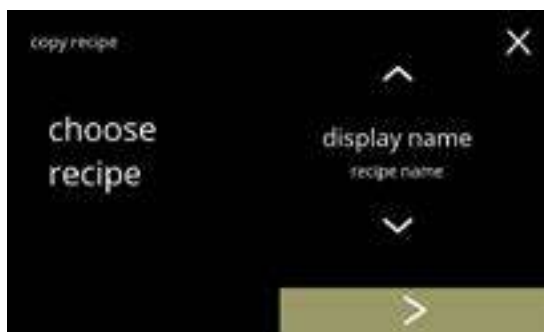 copy recipe
choose
recipe
display name
recipe name